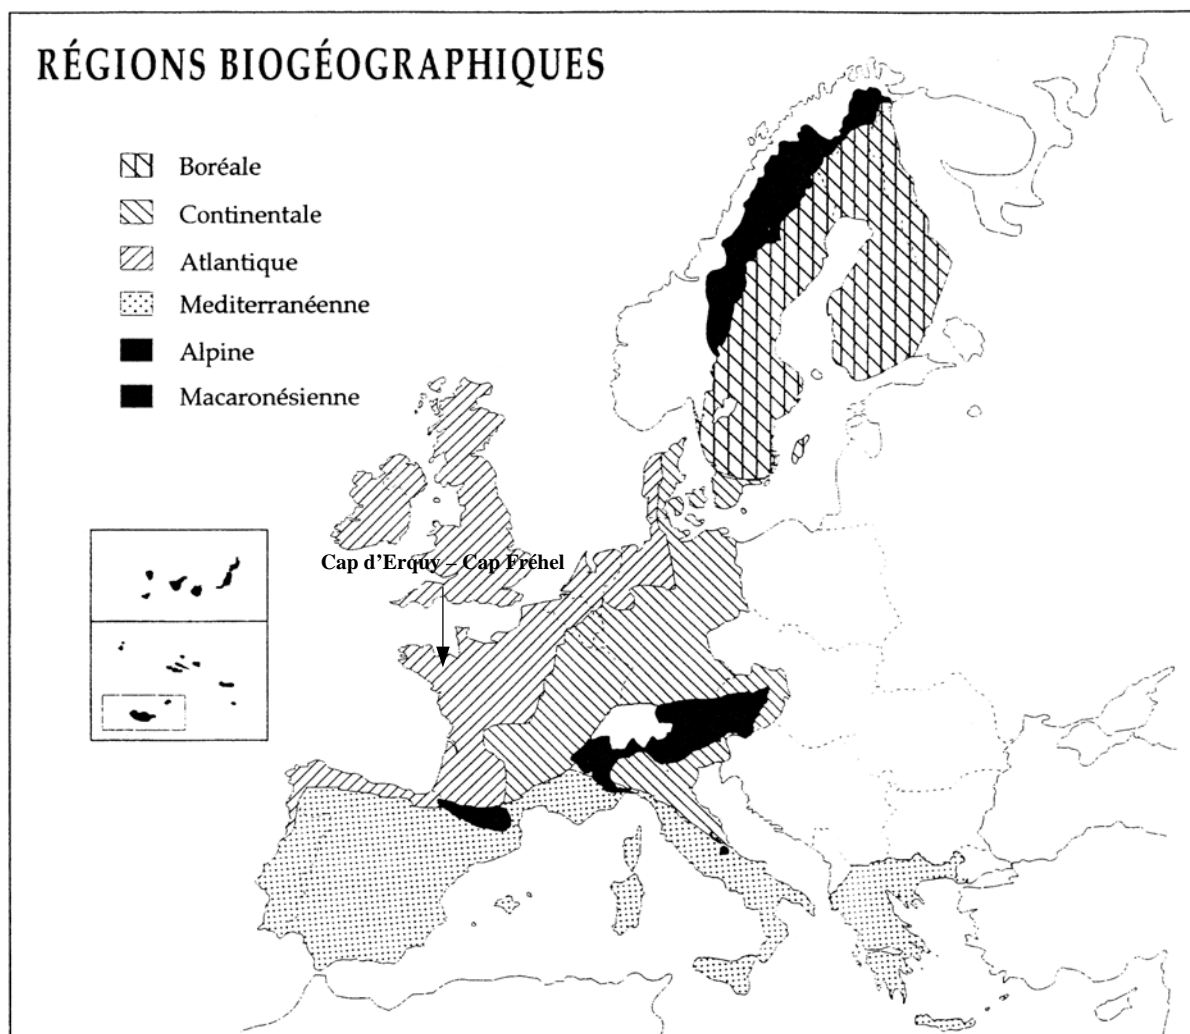 RÉGIONS BIOGÉOGRAPHIQUES
Boréale
Continentale
Atlantique
Mediterranéenne
Alpine
Macaronésienne
Cap d'Erquy – Cap Fréhel